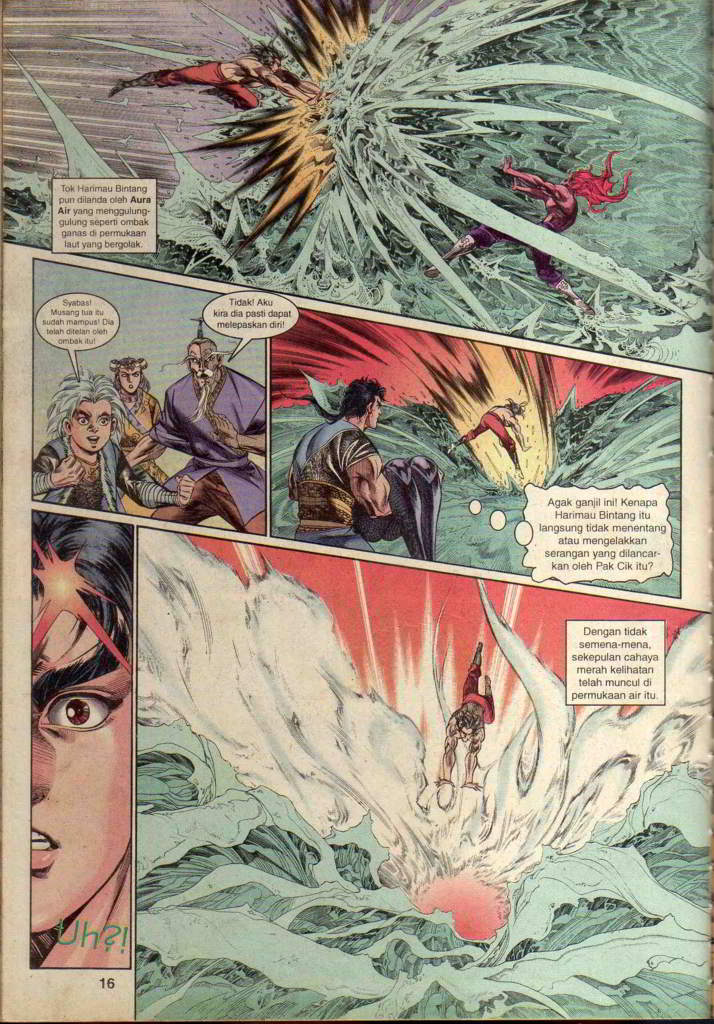 Tok Harimau Bintang
pun dilanda oleh Aura
Air yang menggulung-
gulung seperti ombak
ganas di permukaan
laut yang bergolak.
Syabas!
Musang tua itu
sudah mampus! Dia
telah ditelan oleh
ombak itu!
Tidak! Aku
kira dia pasti dapat
melepaskan diri!
Agak ganjil ini! Kenapa
Harimau Bintang itu
langsung tidak menentang
atau mengelakkan
serangan yang dilancar-
kan oleh Pak Cik itu?
Uh?!
Dengan tidak
semena-mena,
sekepulan cahaya
merah kelihatan
telah muncul di
permukaan air itu.
16